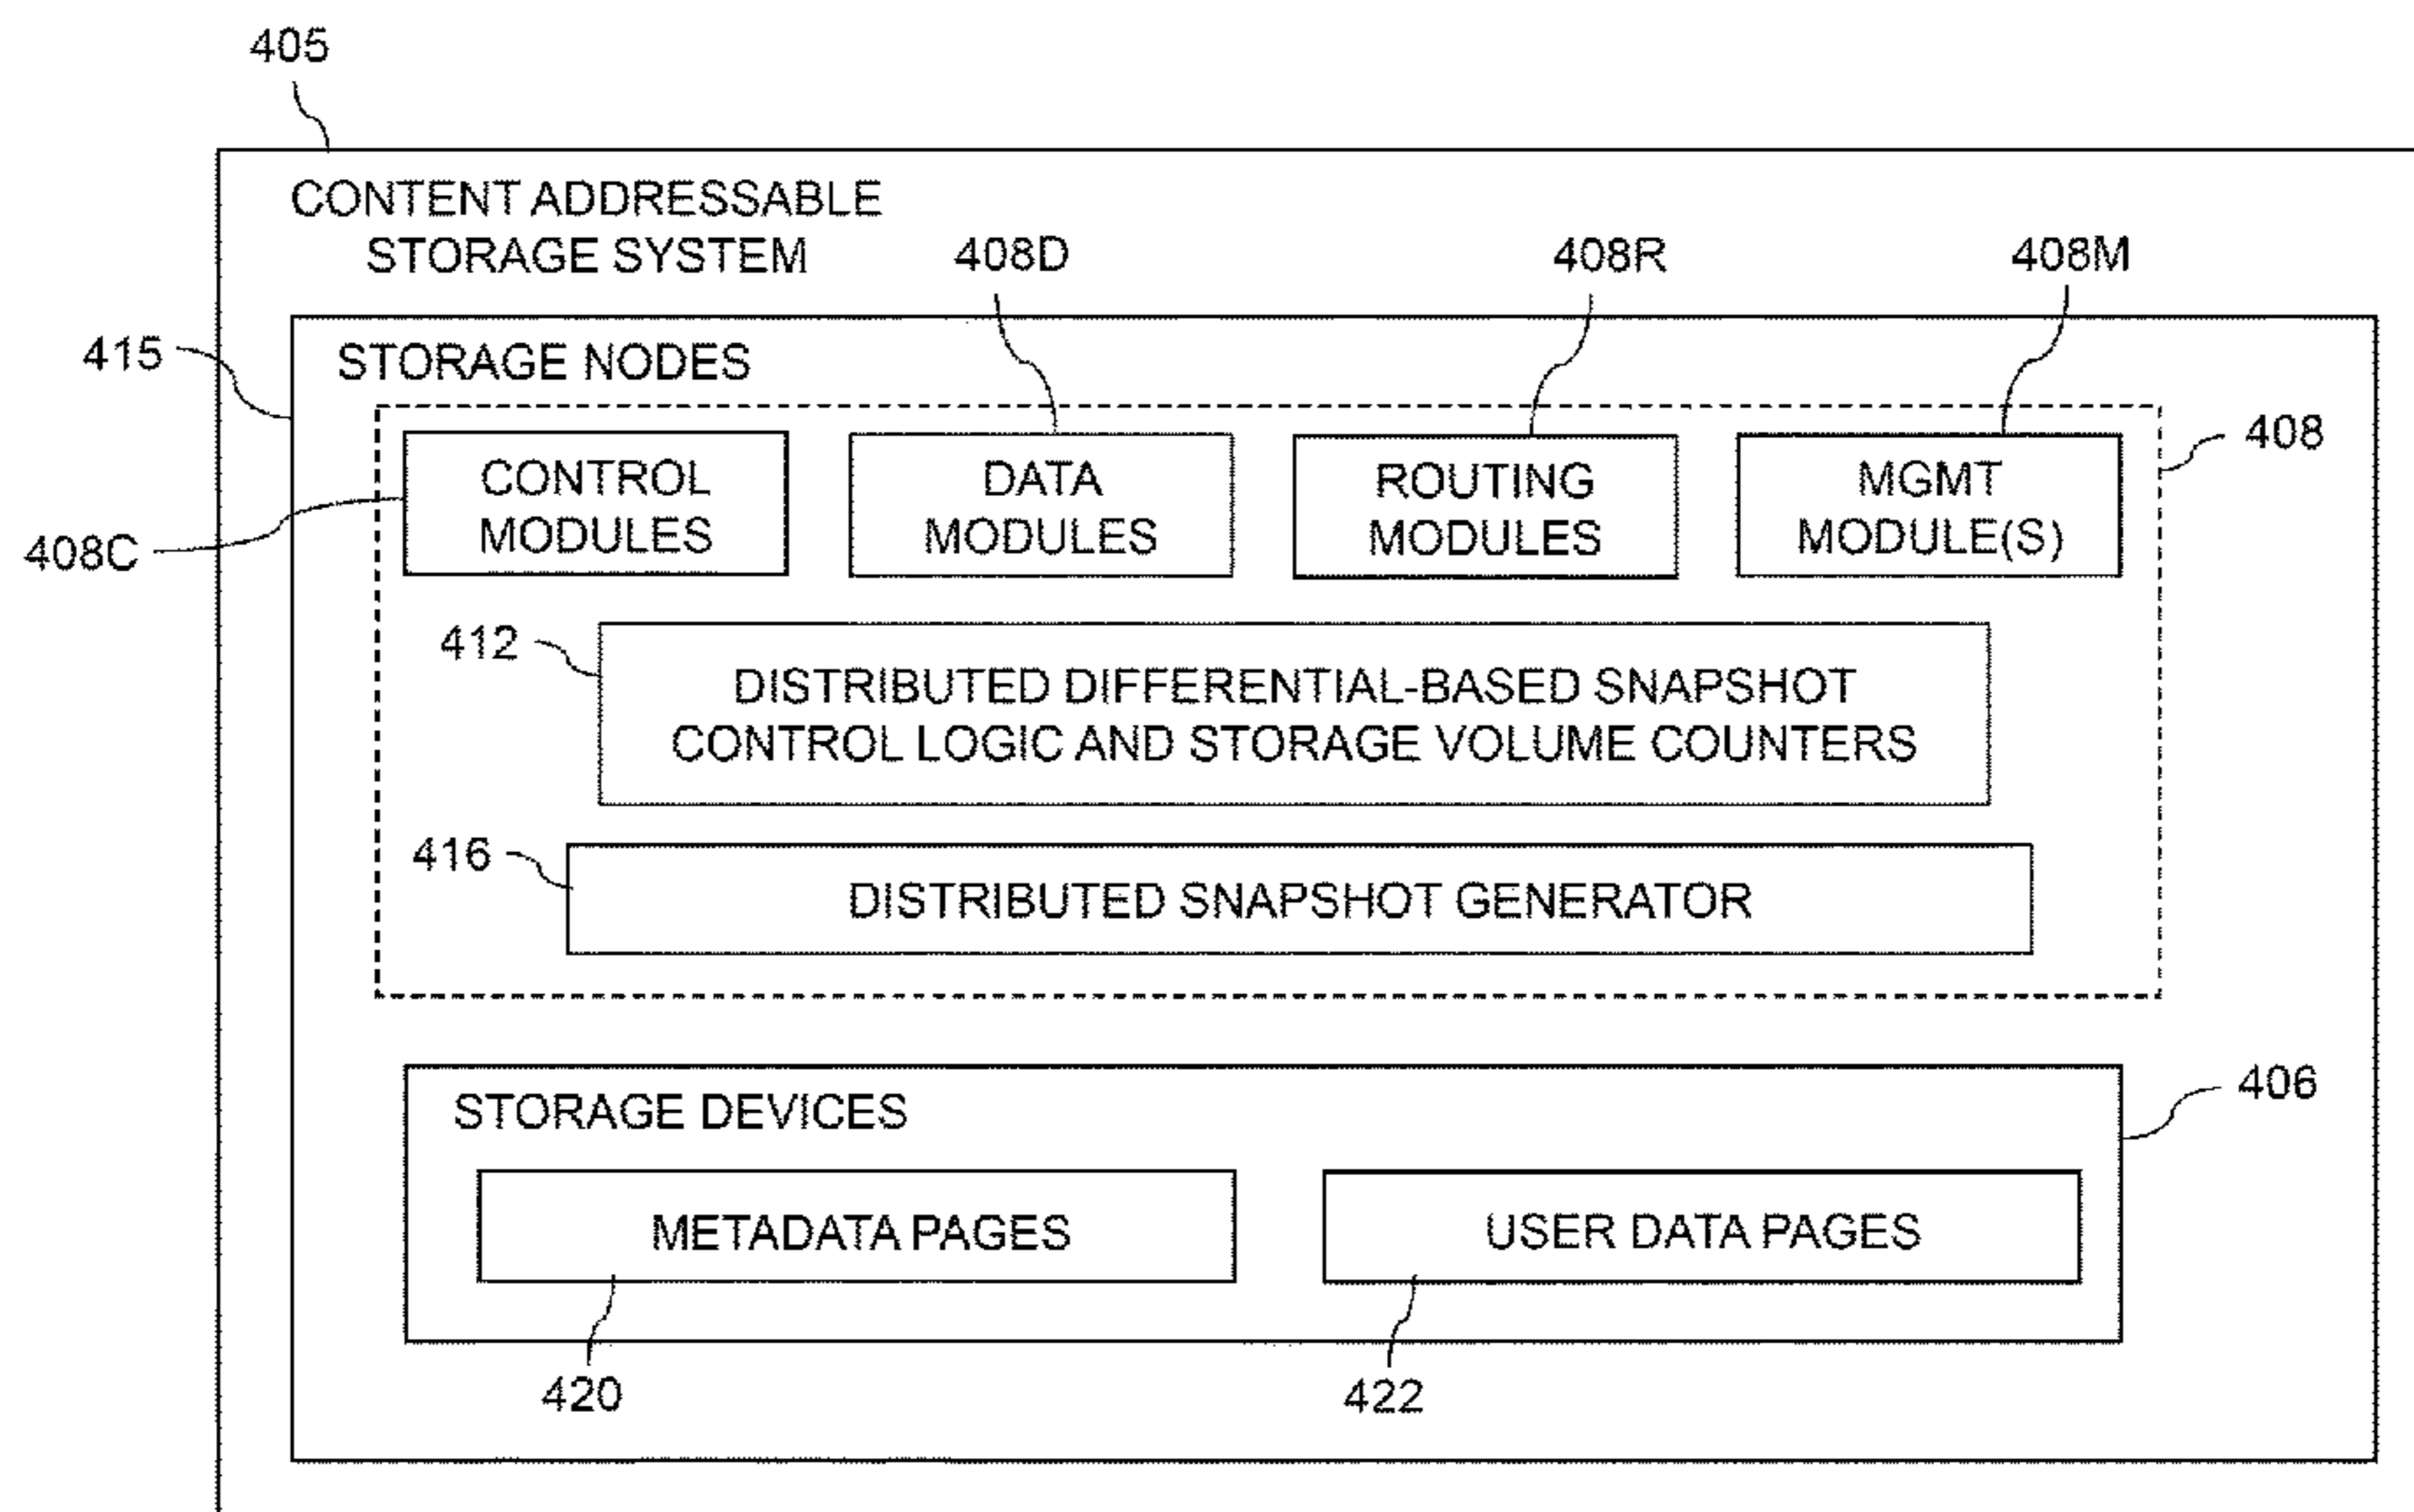 405
CONTENT ADDRESSABLE
STORAGE SYSTEM
408D
408R
408M
415
STORAGE NODES
408
CONTROL
MODULES
DATA
MODULES
ROUTING
MODULES
MGMT
MODULE(S)
408C
412
DISTRIBUTED DIFFERENTIAL-BASED SNAPSHOT
CONTROL LOGIC AND STORAGE VOLUME COUNTERS
416
DISTRIBUTED SNAPSHOT GENERATOR
406
STORAGE DEVICES
METADATA PAGES
USER DATA PAGES
420
422